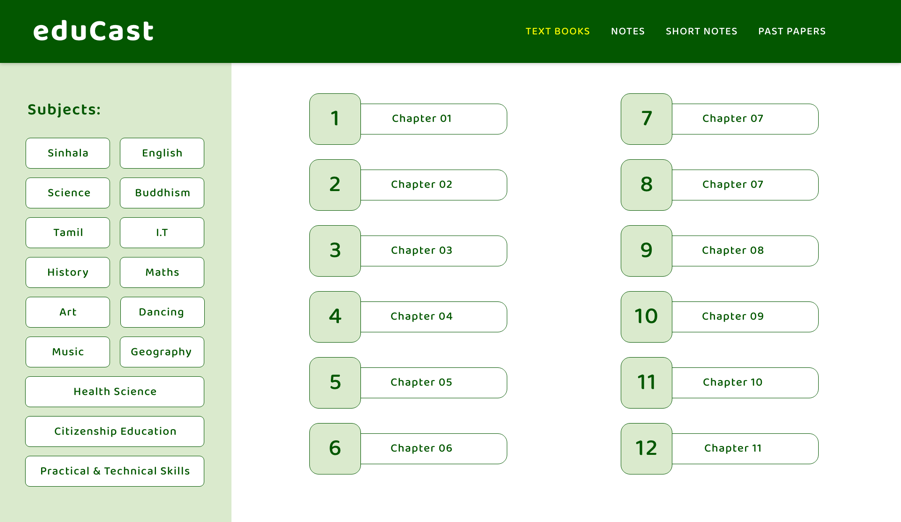 eduCast
TEXT BOOKS
NOTES
SHORT NOTES
PAST PAPERS
Subjects:
Sinhala
English
Science
Buddhism
Tamil
I.T
History
Maths
Art
Dancing
Music
Geography
Health Science
Citizenship Education
Practical & Technical Skills
1 Chapter 01
2 Chapter 02
3 Chapter 03
4 Chapter 04
5 Chapter 05
6 Chapter 06
7 Chapter 07
8 Chapter 07
9 Chapter 08
10 Chapter 09
11 Chapter 10
12 Chapter 11